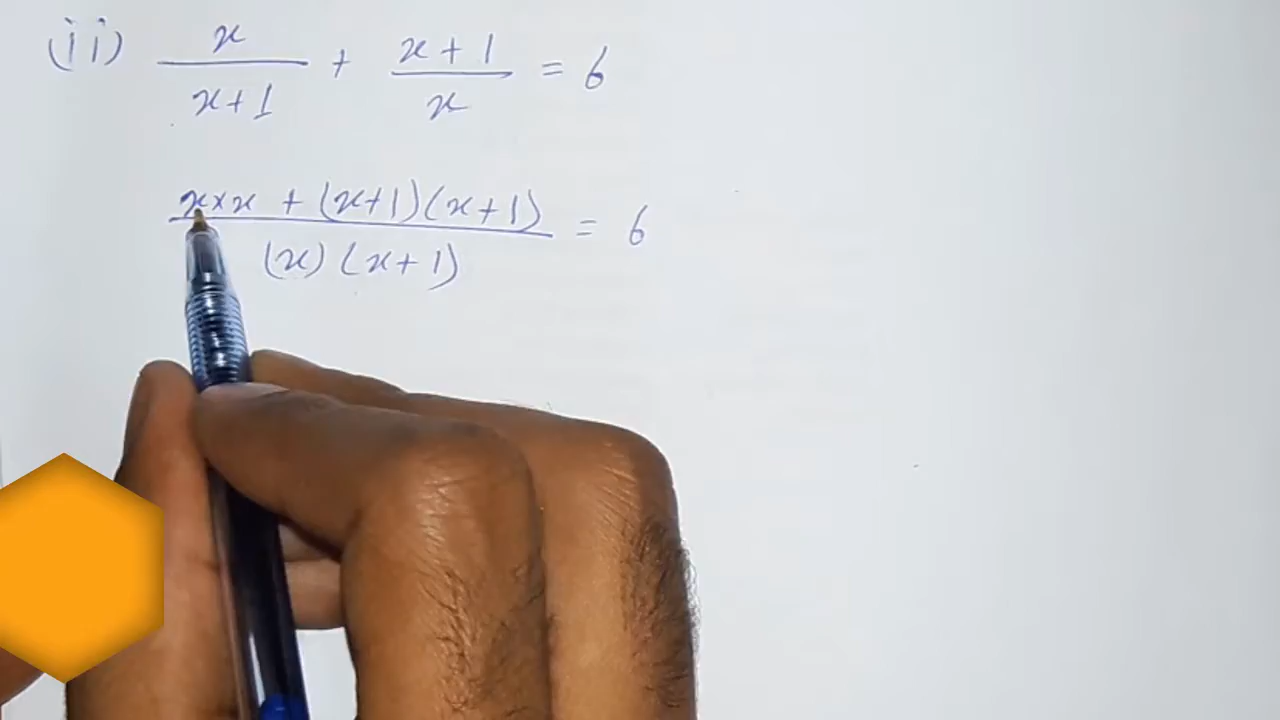 (ii) x/(x+1) + (x+1)/x = 6
(x×x + (x+1)(x+1))/((x)(x+1)) = 6